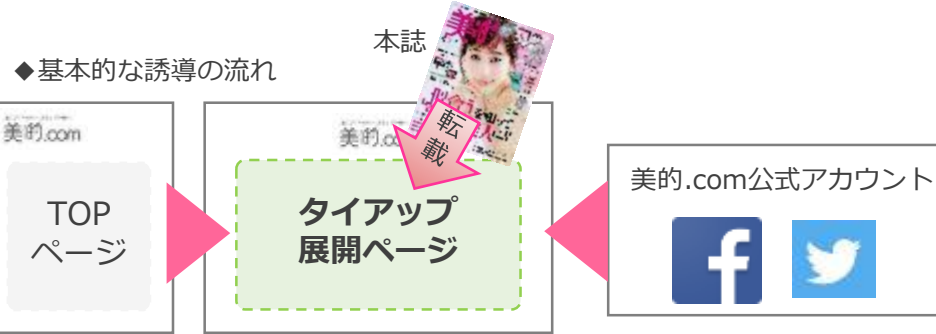 ◆基本的な誘導の流れ
本誌
美的
転載
美的.com
TOP
ページ
美的.com
タイアップ
展開ページ
美的.com公式アカウント